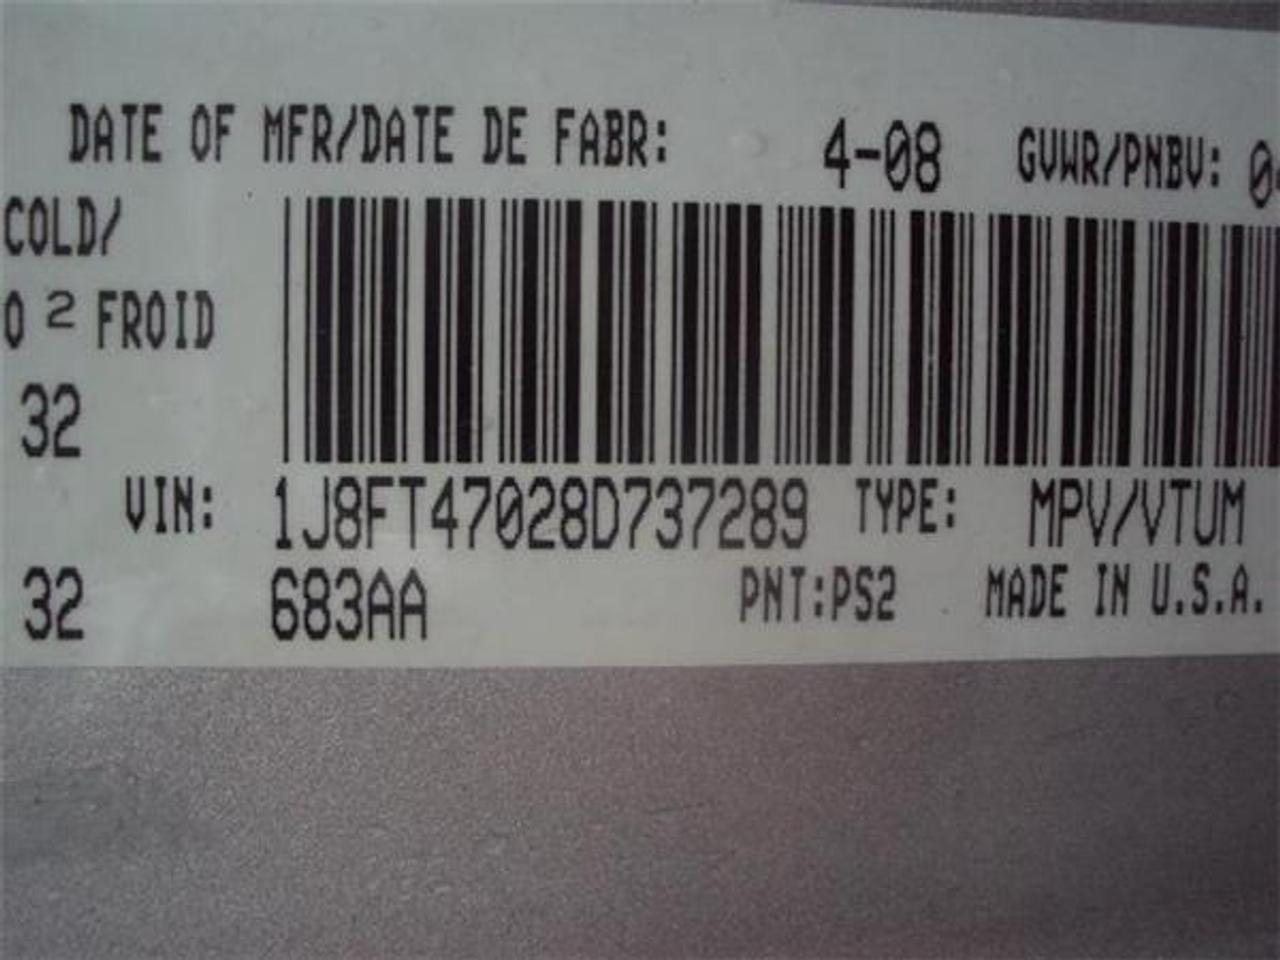 DATE OF MFR/DATE DE FABR: 4-08 GVWR/PNBV:
COLD/
O 2 FROID
32
VIN: 1J8FT47028D737289 TYPE: MPV/VTUM
32 683AA PNT:PS2 MADE IN U.S.A.